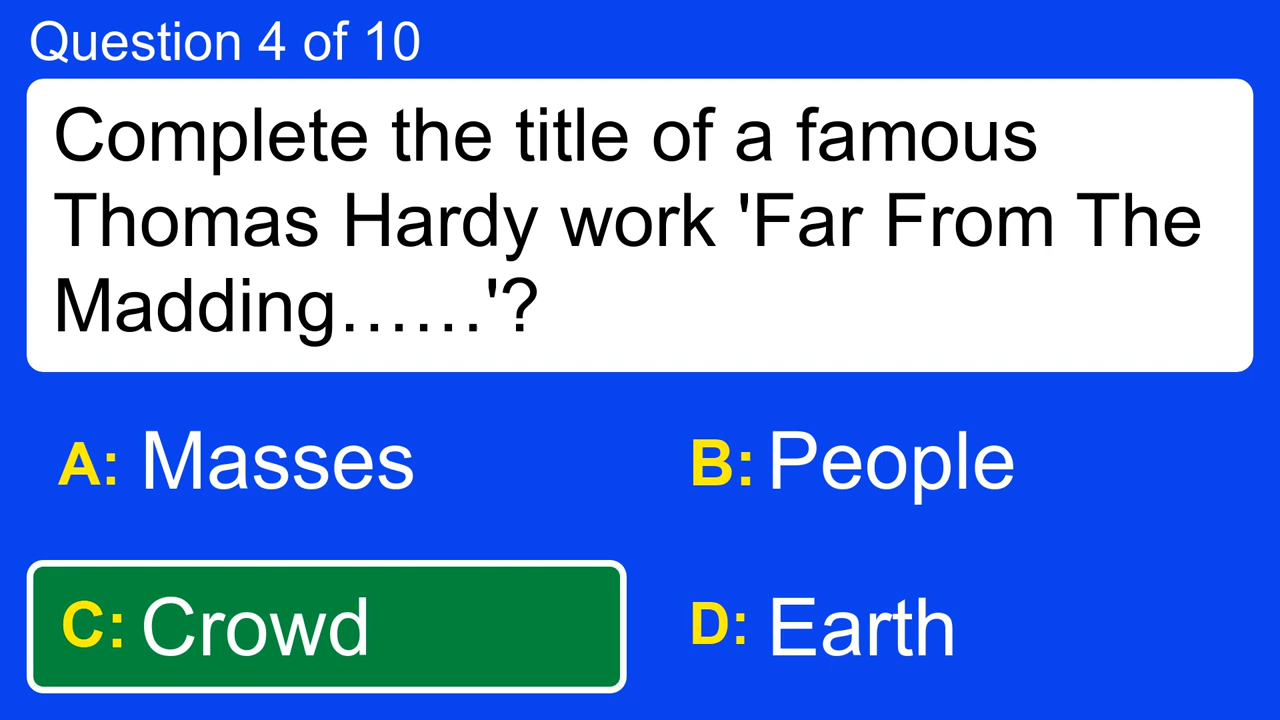 Question 4 of 10
Complete the title of a famous
Thomas Hardy work 'Far From The
Madding......'?
A: Masses
B: People
C: Crowd
D: Earth